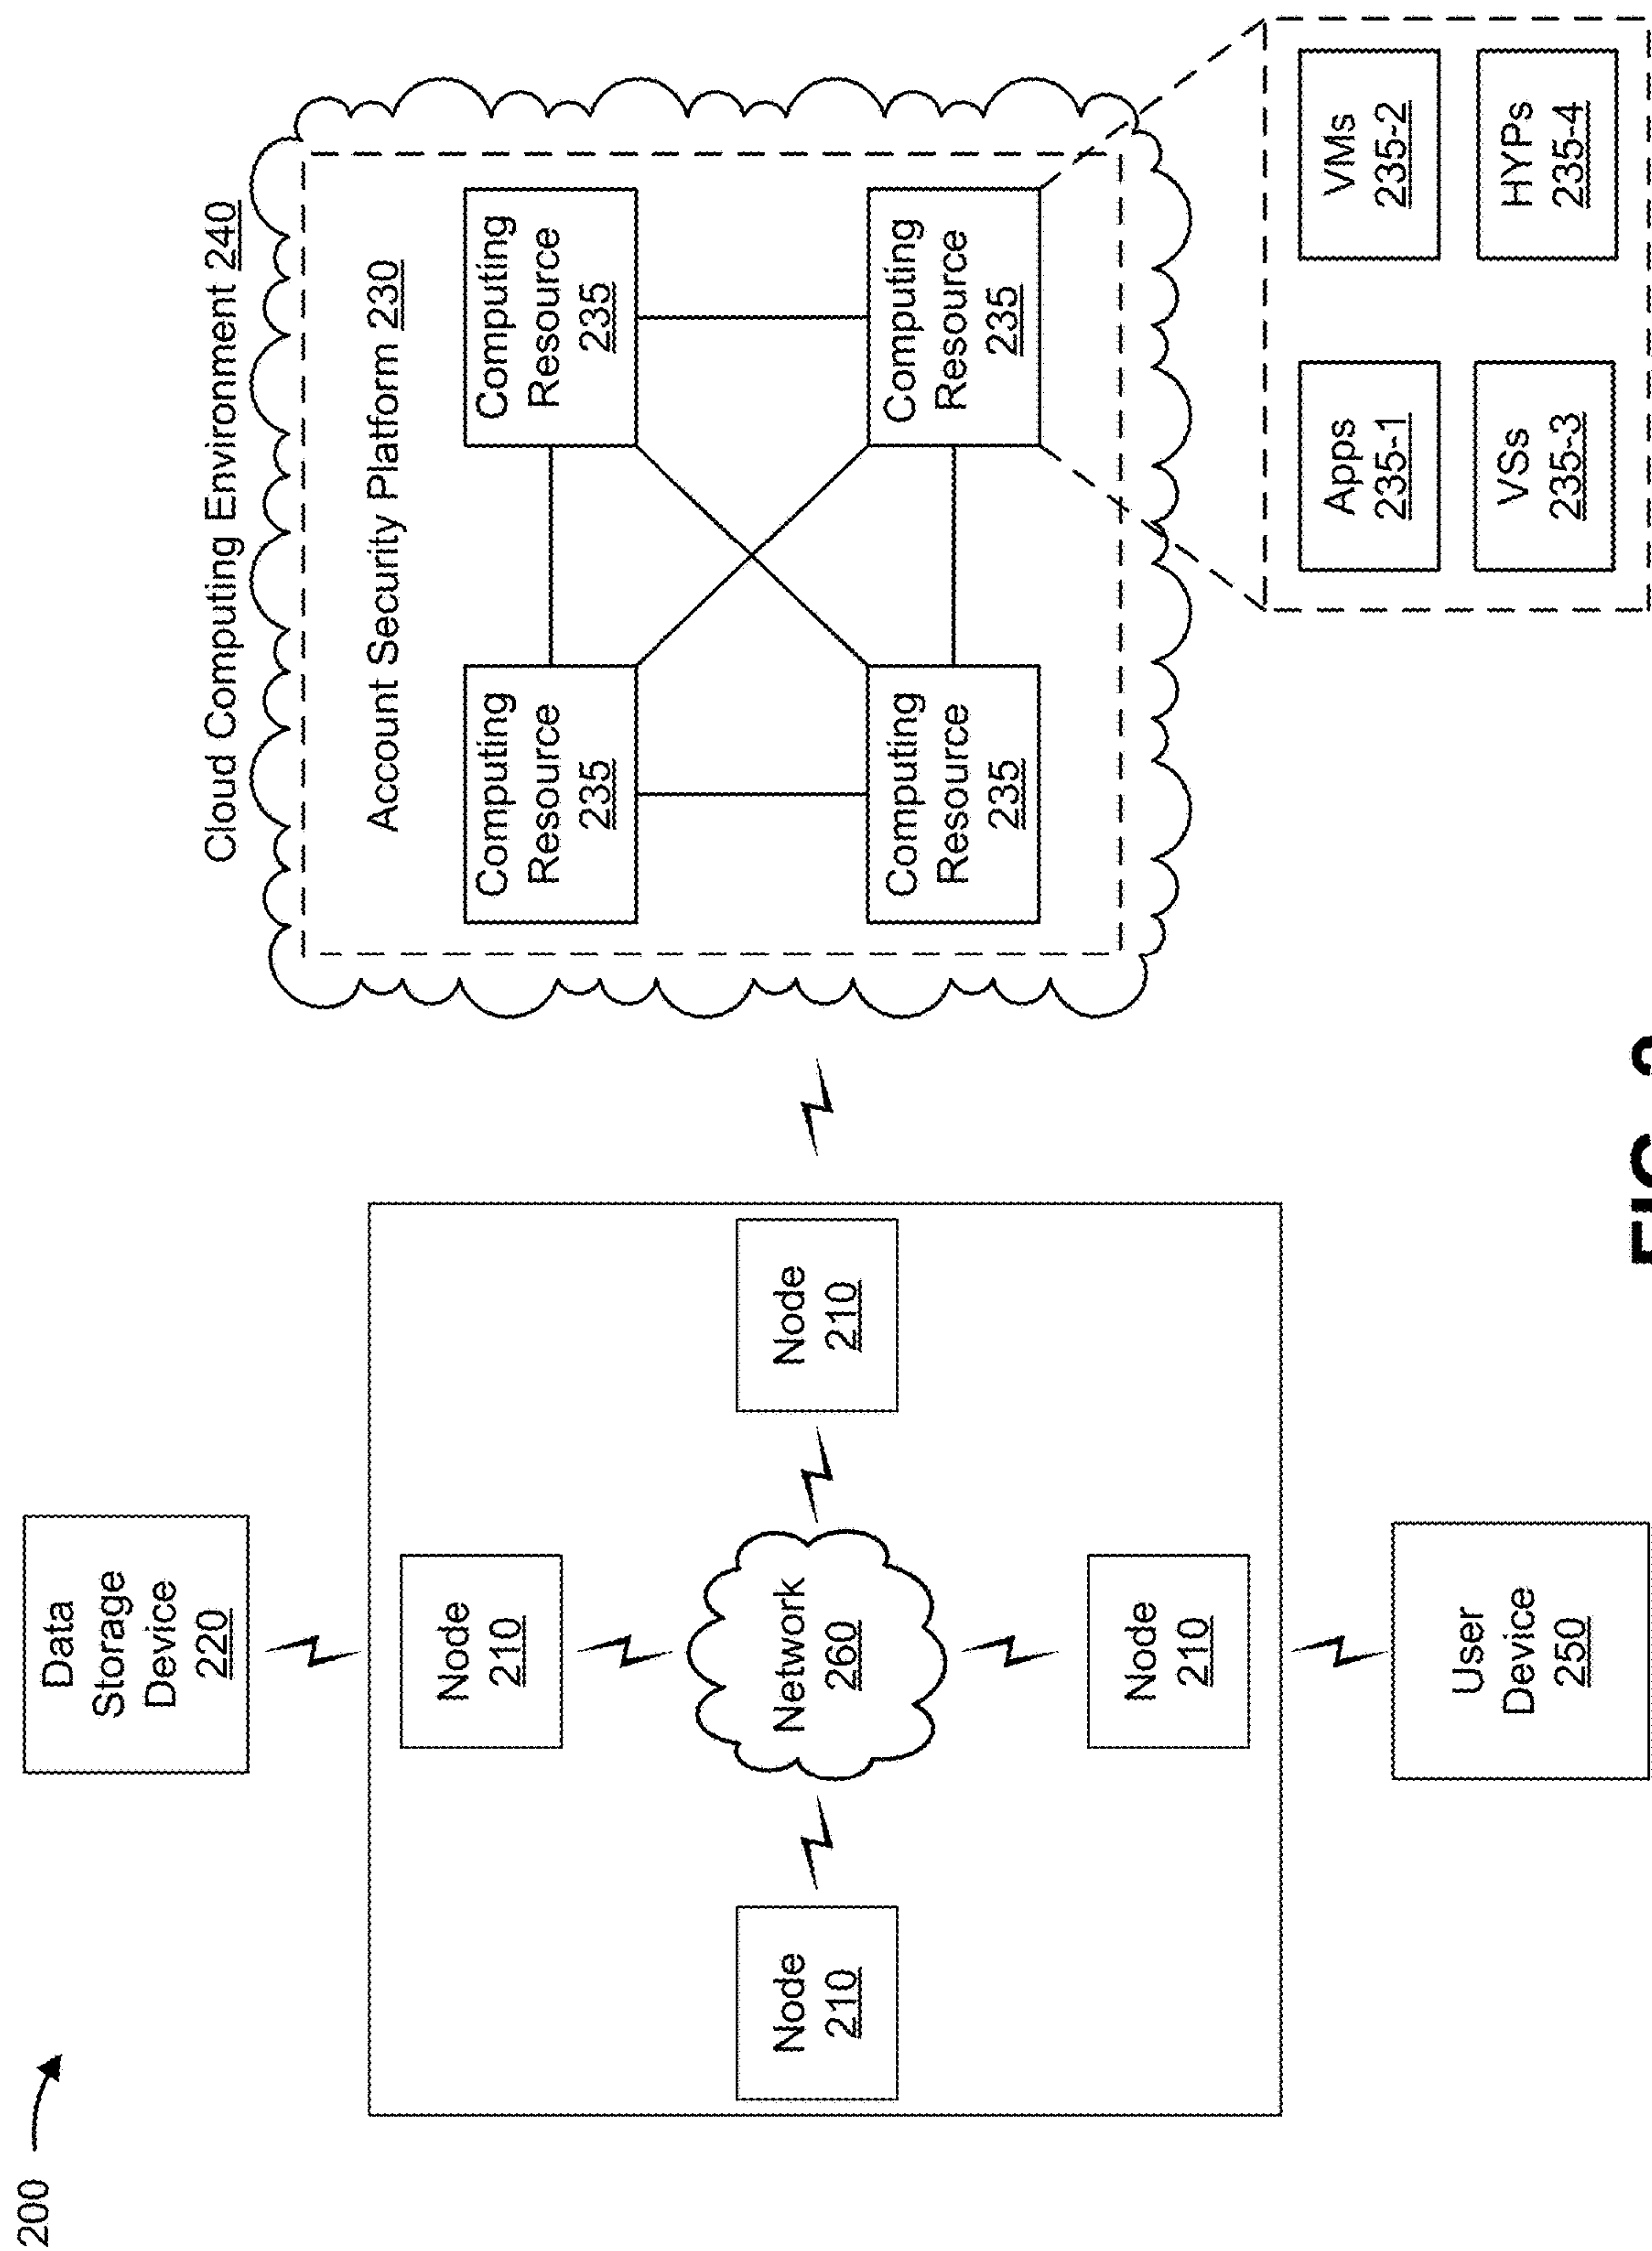 200
Data
Storage
Device
220
Node
210
Node
210
Network
260
Node
210
Node
210
User
Device
250
Cloud Computing Environment 240
Account Security Platform 230
Computing
Resource
235
Computing
Resource
235
Computing
Resource
235
Computing
Resource
235
Apps
235-1
VMs
235-2
VSs
235-3
HYPs
235-4
FIG.